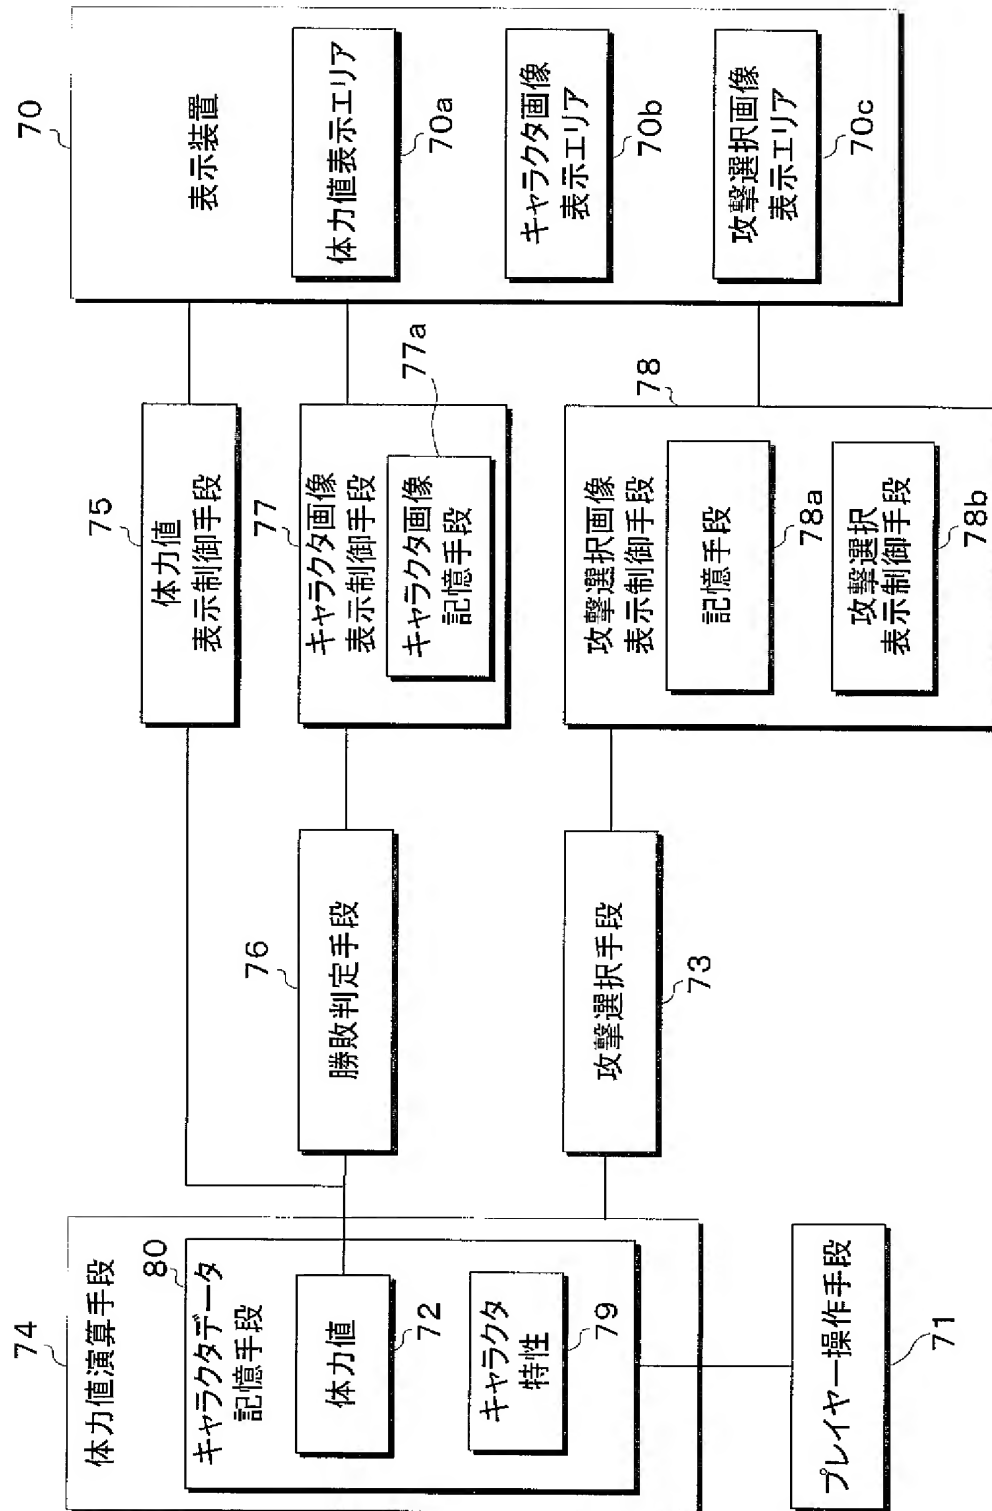 74
体力値演算手段
80
キャラクタデータ
記憶手段
体力値
72
キャラクタ
特性
79
プレイヤー操作手段
71
76
勝敗判定手段
攻撃選択手段
73
75
体力値
表示制御手段
77
キャラクタ画像
表示制御手段
キャラクタ画像
記憶手段
77a
78
攻撃選択画像
表示制御手段
記憶手段
78a
攻撃選択
表示制御手段
78b
70
表示装置
体力値表示エリア
70a
キャラクタ画像
表示エリア
70b
攻撃選択画像
表示エリア
70c